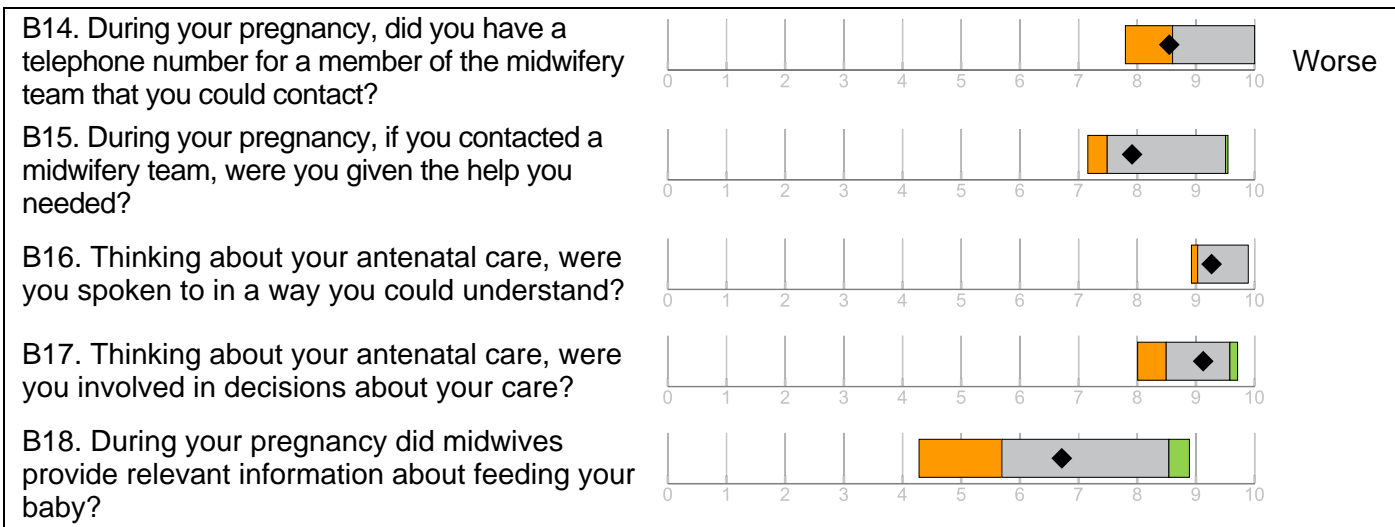 B14. During your pregnancy, did you have a
telephone number for a member of the midwifery
team that you could contact?
0 1 2 3 4 5 6 7 8 9 10
Worse
B15. During your pregnancy, if you contacted a
midwifery team, were you given the help you
needed?
0 1 2 3 4 5 6 7 8 9 10
B16. Thinking about your antenatal care, were
you spoken to in a way you could understand?
0 1 2 3 4 5 6 7 8 9 10
B17. Thinking about your antenatal care, were
you involved in decisions about your care?
0 1 2 3 4 5 6 7 8 9 10
B18. During your pregnancy did midwives
provide relevant information about feeding your
baby?
0 1 2 3 4 5 6 7 8 9 10